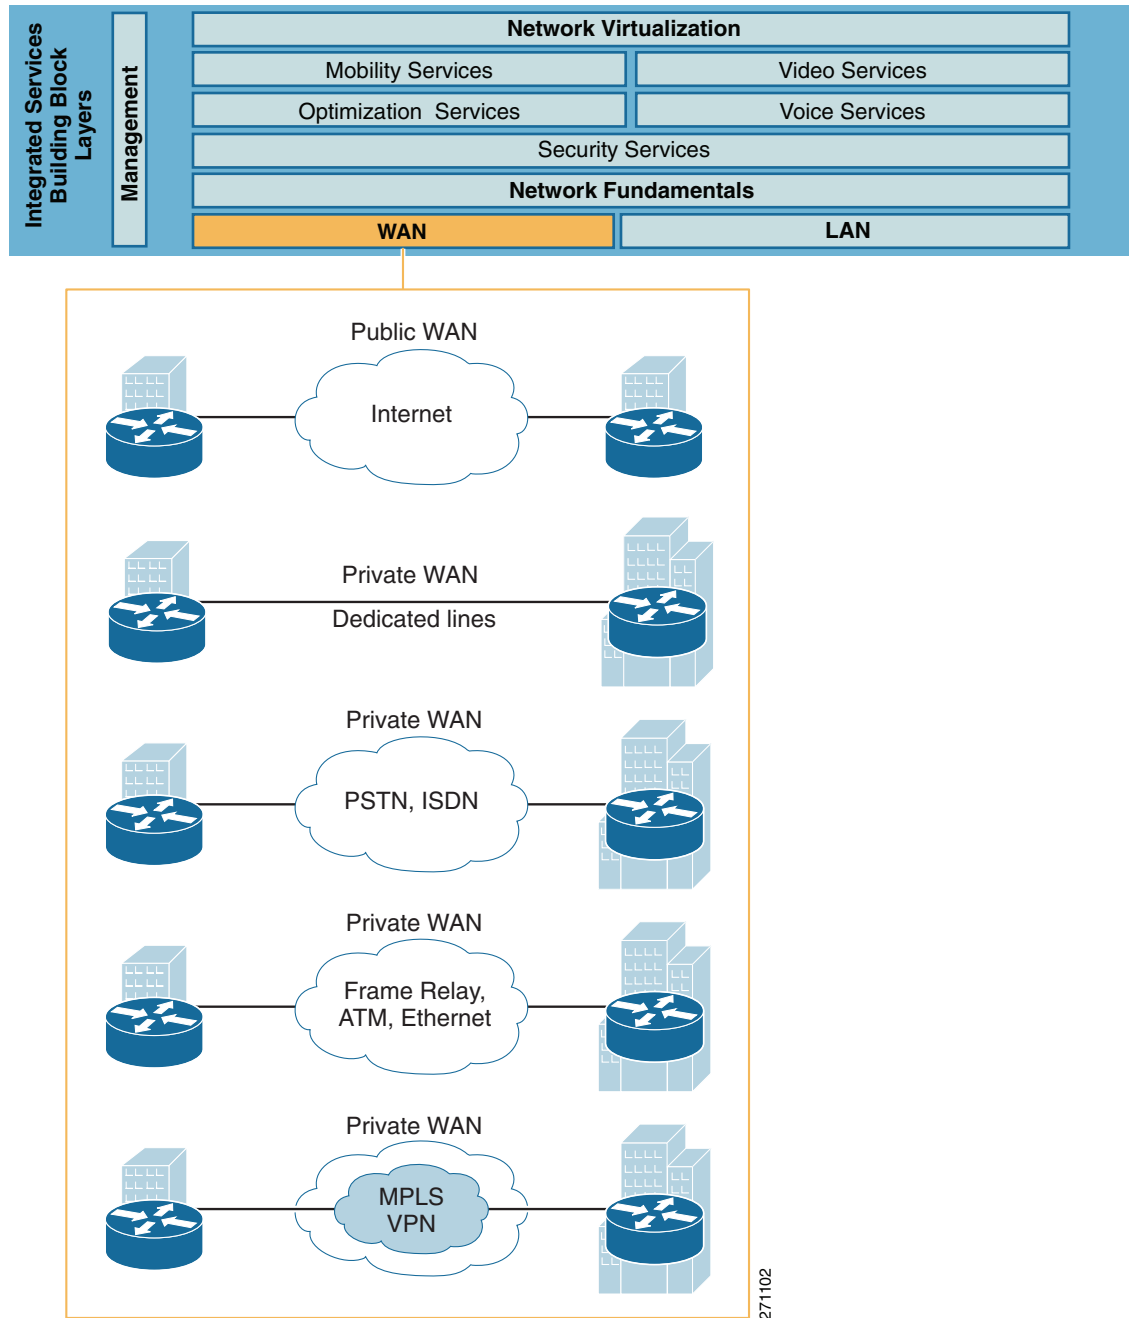 Integrated Services
Building Block
Layers
Management
Network Virtualization
Mobility Services
Video Services
Optimization Services
Voice Services
Security Services
Network Fundamentals
WAN
LAN
Public WAN
Internet
Private WAN
Dedicated lines
Private WAN
PSTN, ISDN
Private WAN
Frame Relay,
ATM, Ethernet
Private WAN
MPLS
VPN
271102